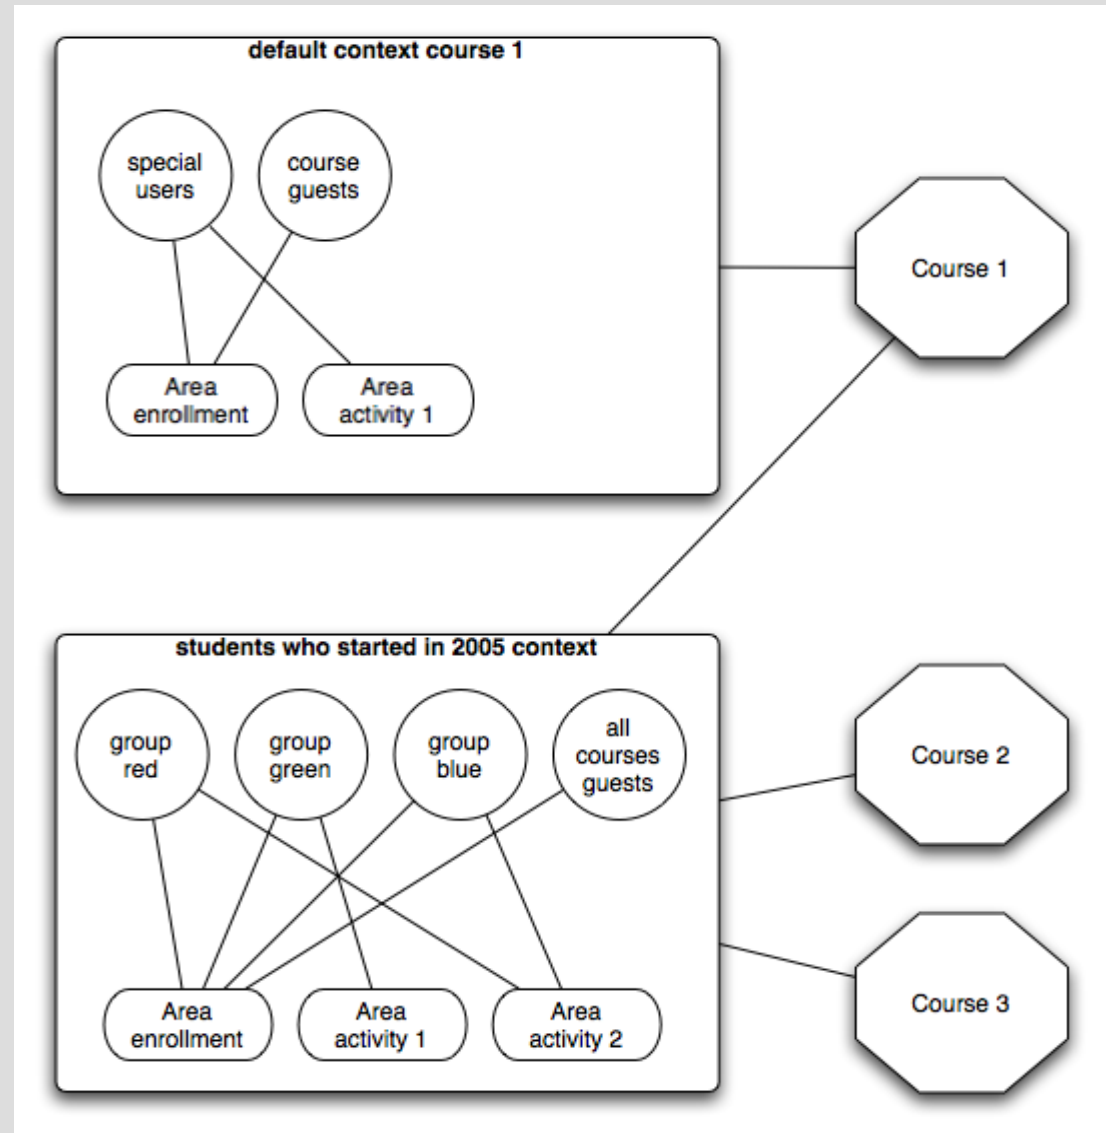 default context course 1
special
users
course
guests
Area
enrollment
Area
activity 1
Course 1
students who started in 2005 context
group
red
group
green
group
blue
all
courses
guests
Area
enrollment
Area
activity 1
Area
activity 2
Course 2
Course 3